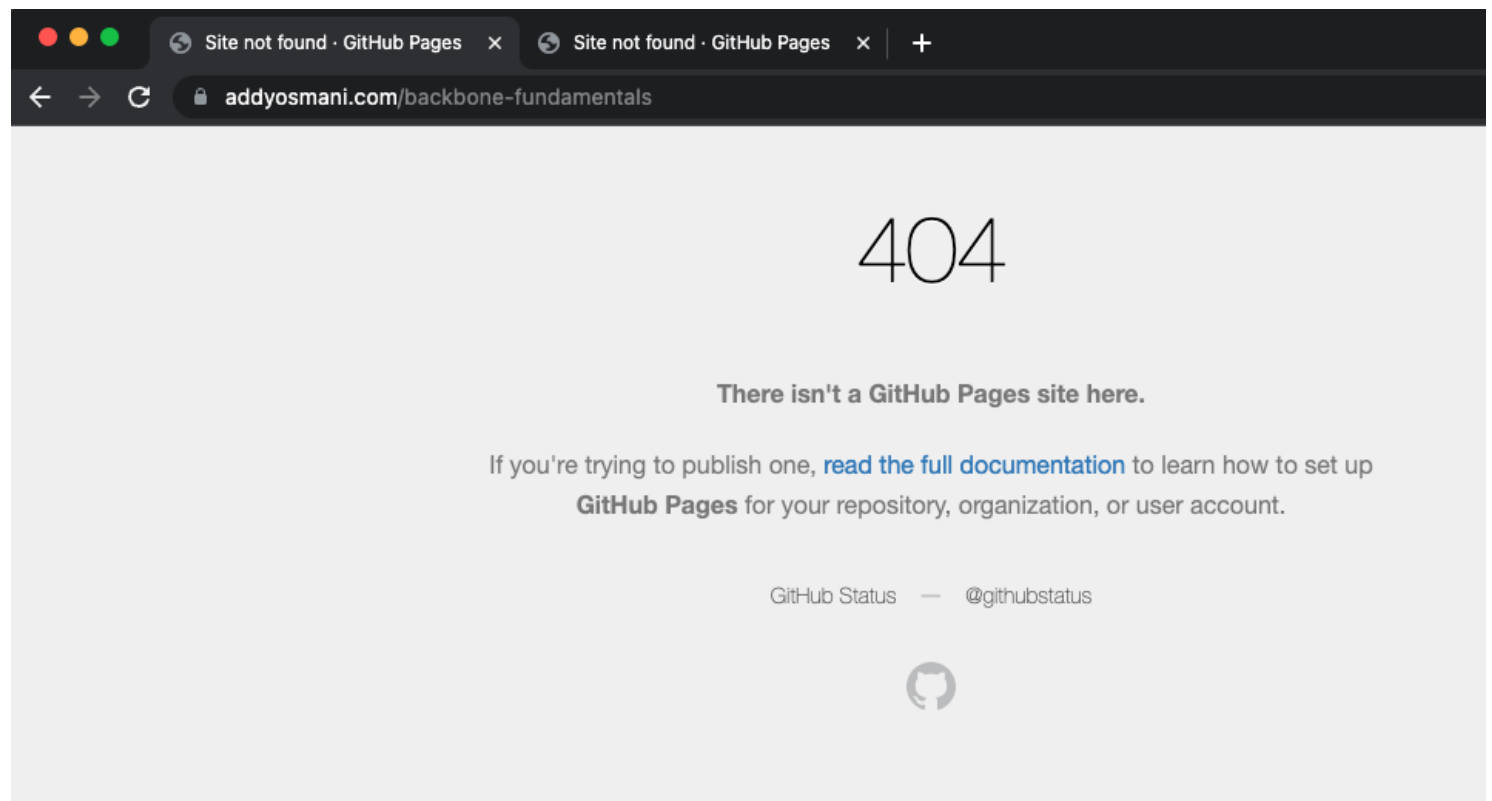 Site not found · GitHub Pages
Site not found · GitHub Pages
addyosmani.com/backbone-fundamentals
404
There isn't a GitHub Pages site here.
If you're trying to publish one, read the full documentation to learn how to set up
GitHub Pages for your repository, organization, or user account.
GitHub Status — @githubstatus